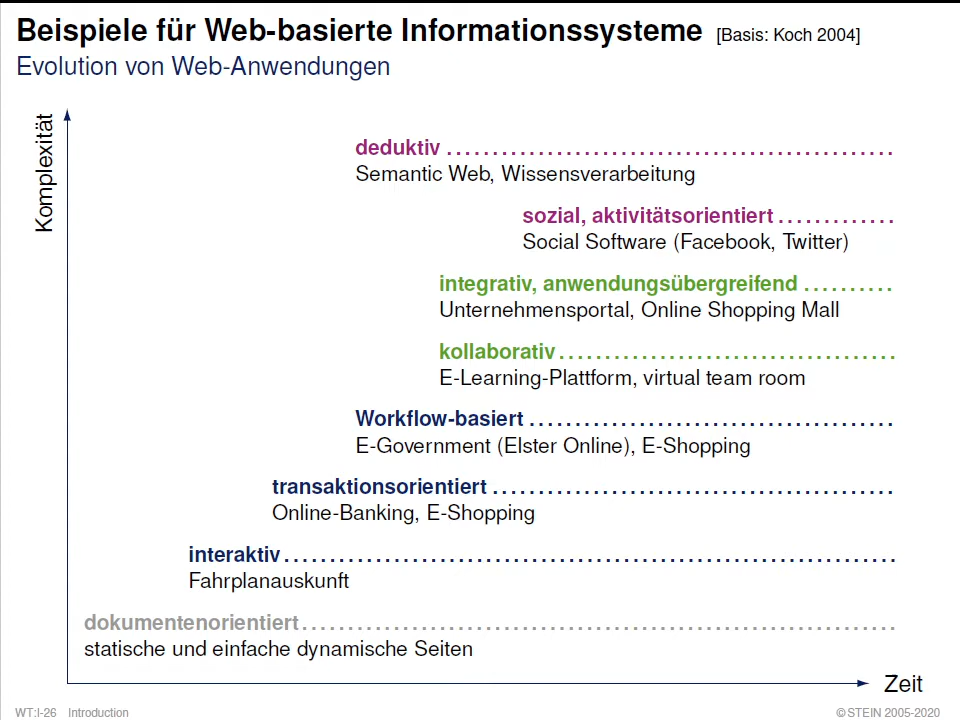 Beispiele für Web-basierte Informationssysteme [Basis: Koch 2004]
Evolution von Web-Anwendungen
Komplexität
deduktiv
Semantic Web, Wissensverarbeitung
sozial, aktivitätsorientiert
Social Software (Facebook, Twitter)
integrativ, anwendungsübergreifend
Unternehmensportal, Online Shopping Mall
kollaborativ
E-Learning-Plattform, virtual team room
Workflow-basiert
E-Government (Elster Online), E-Shopping
transaktionsorientiert
Online-Banking, E-Shopping
interaktiv
Fahrplanauskunft
dokumentenorientiert
statische und einfache dynamische Seiten
Zeit
WT:I-26 Introduction
©STEIN 2005-2020